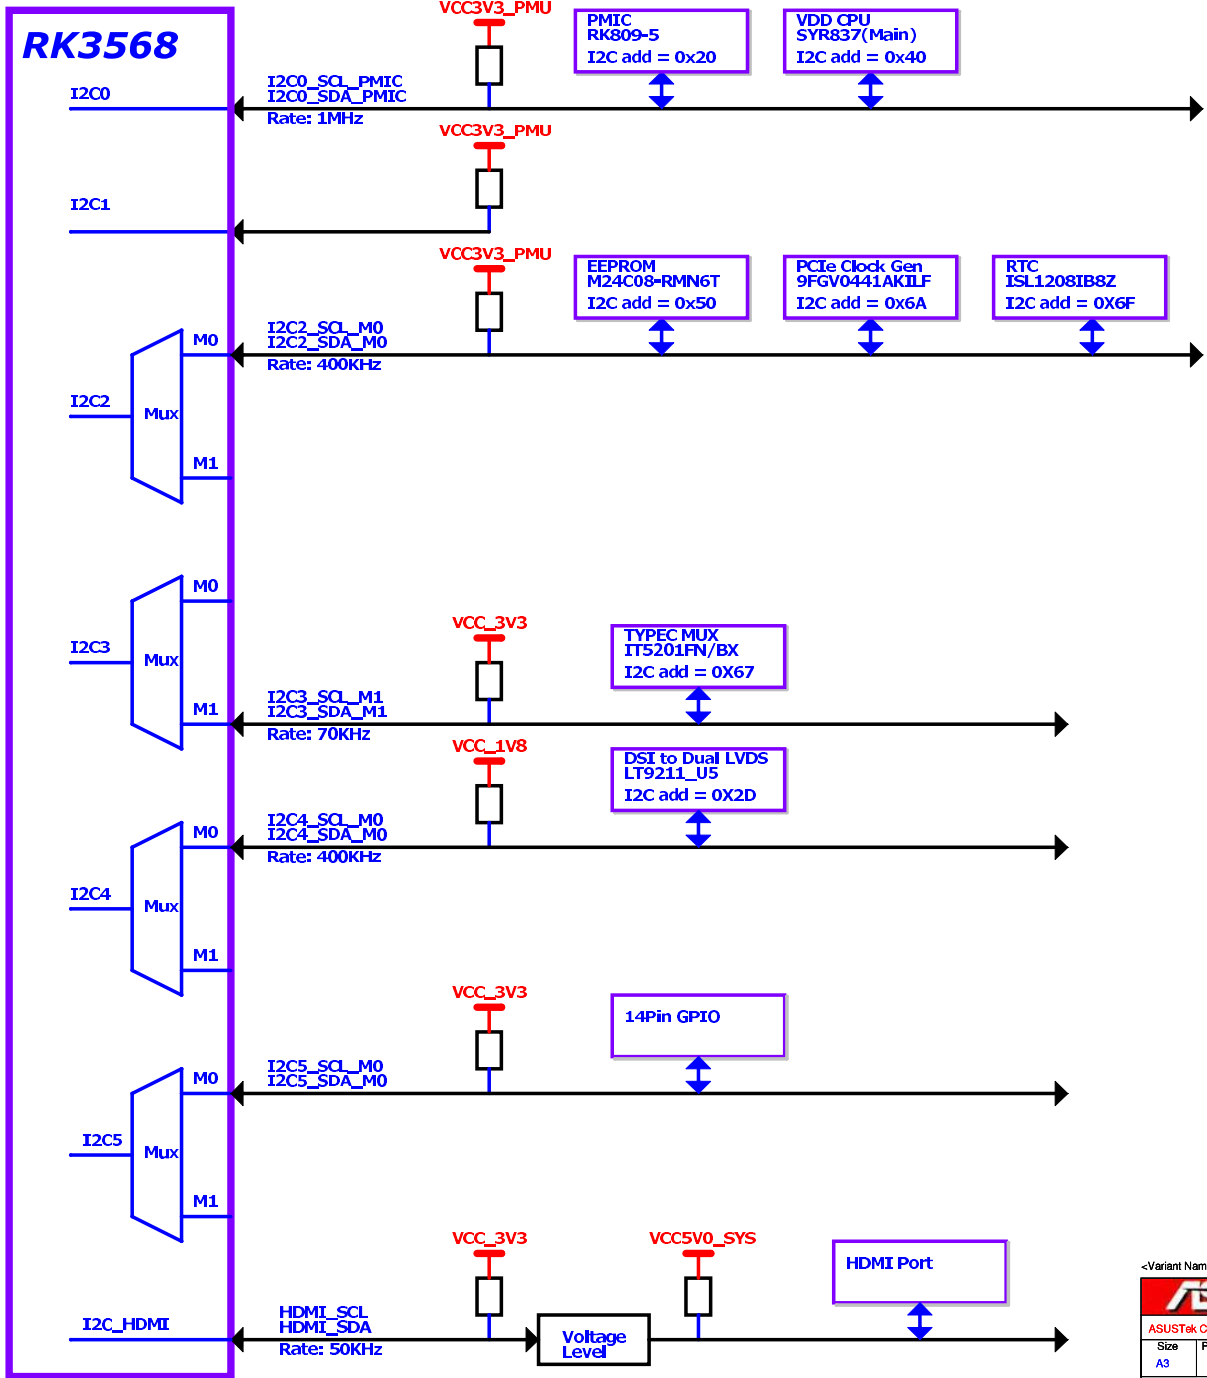 RK3568
VCC3V3_PMU
PMIC
RK809-5
I2C add = 0x20
VDD CPU
SYR837(Main)
I2C add = 0x40
I2C0
I2C0_SCL_PMIC
I2C0_SDA_PMIC
Rate: 1MHz
VCC3V3_PMU
I2C1
VCC3V3_PMU
EEPROM
M24C08-RMN6T
I2C add = 0x50
PCIe Clock Gen
9FGV0441AKILF
I2C add = 0x6A
RTC
ISL1208IB8Z
I2C add = 0X6F
M0
I2C2_SCL_M0
I2C2_SDA_M0
Rate: 400KHz
I2C2
Mux
M1
M0
I2C3
Mux
VCC_3V3
TYPEC MUX
IT5201FN/BX
I2C add = 0X67
M1
I2C3_SCL_M1
I2C3_SDA_M1
Rate: 70KHz
VCC_1V8
DSI to Dual LVDS
LT9211_U5
I2C add = 0X2D
M0
I2C4_SCL_M0
I2C4_SDA_M0
Rate: 400KHz
I2C4
Mux
M1
VCC_3V3
14Pin GPIO
M0
I2C5_SCL_M0
I2C5_SDA_M0
I2C5
Mux
M1
VCC_3V3
VCC5V0_SYS
HDMI Port
I2C_HDMI
HDMI_SCL
HDMI_SDA
Rate: 50KHz
Voltage
Level
<Variant Nam
ASUSTek C
Size
A3